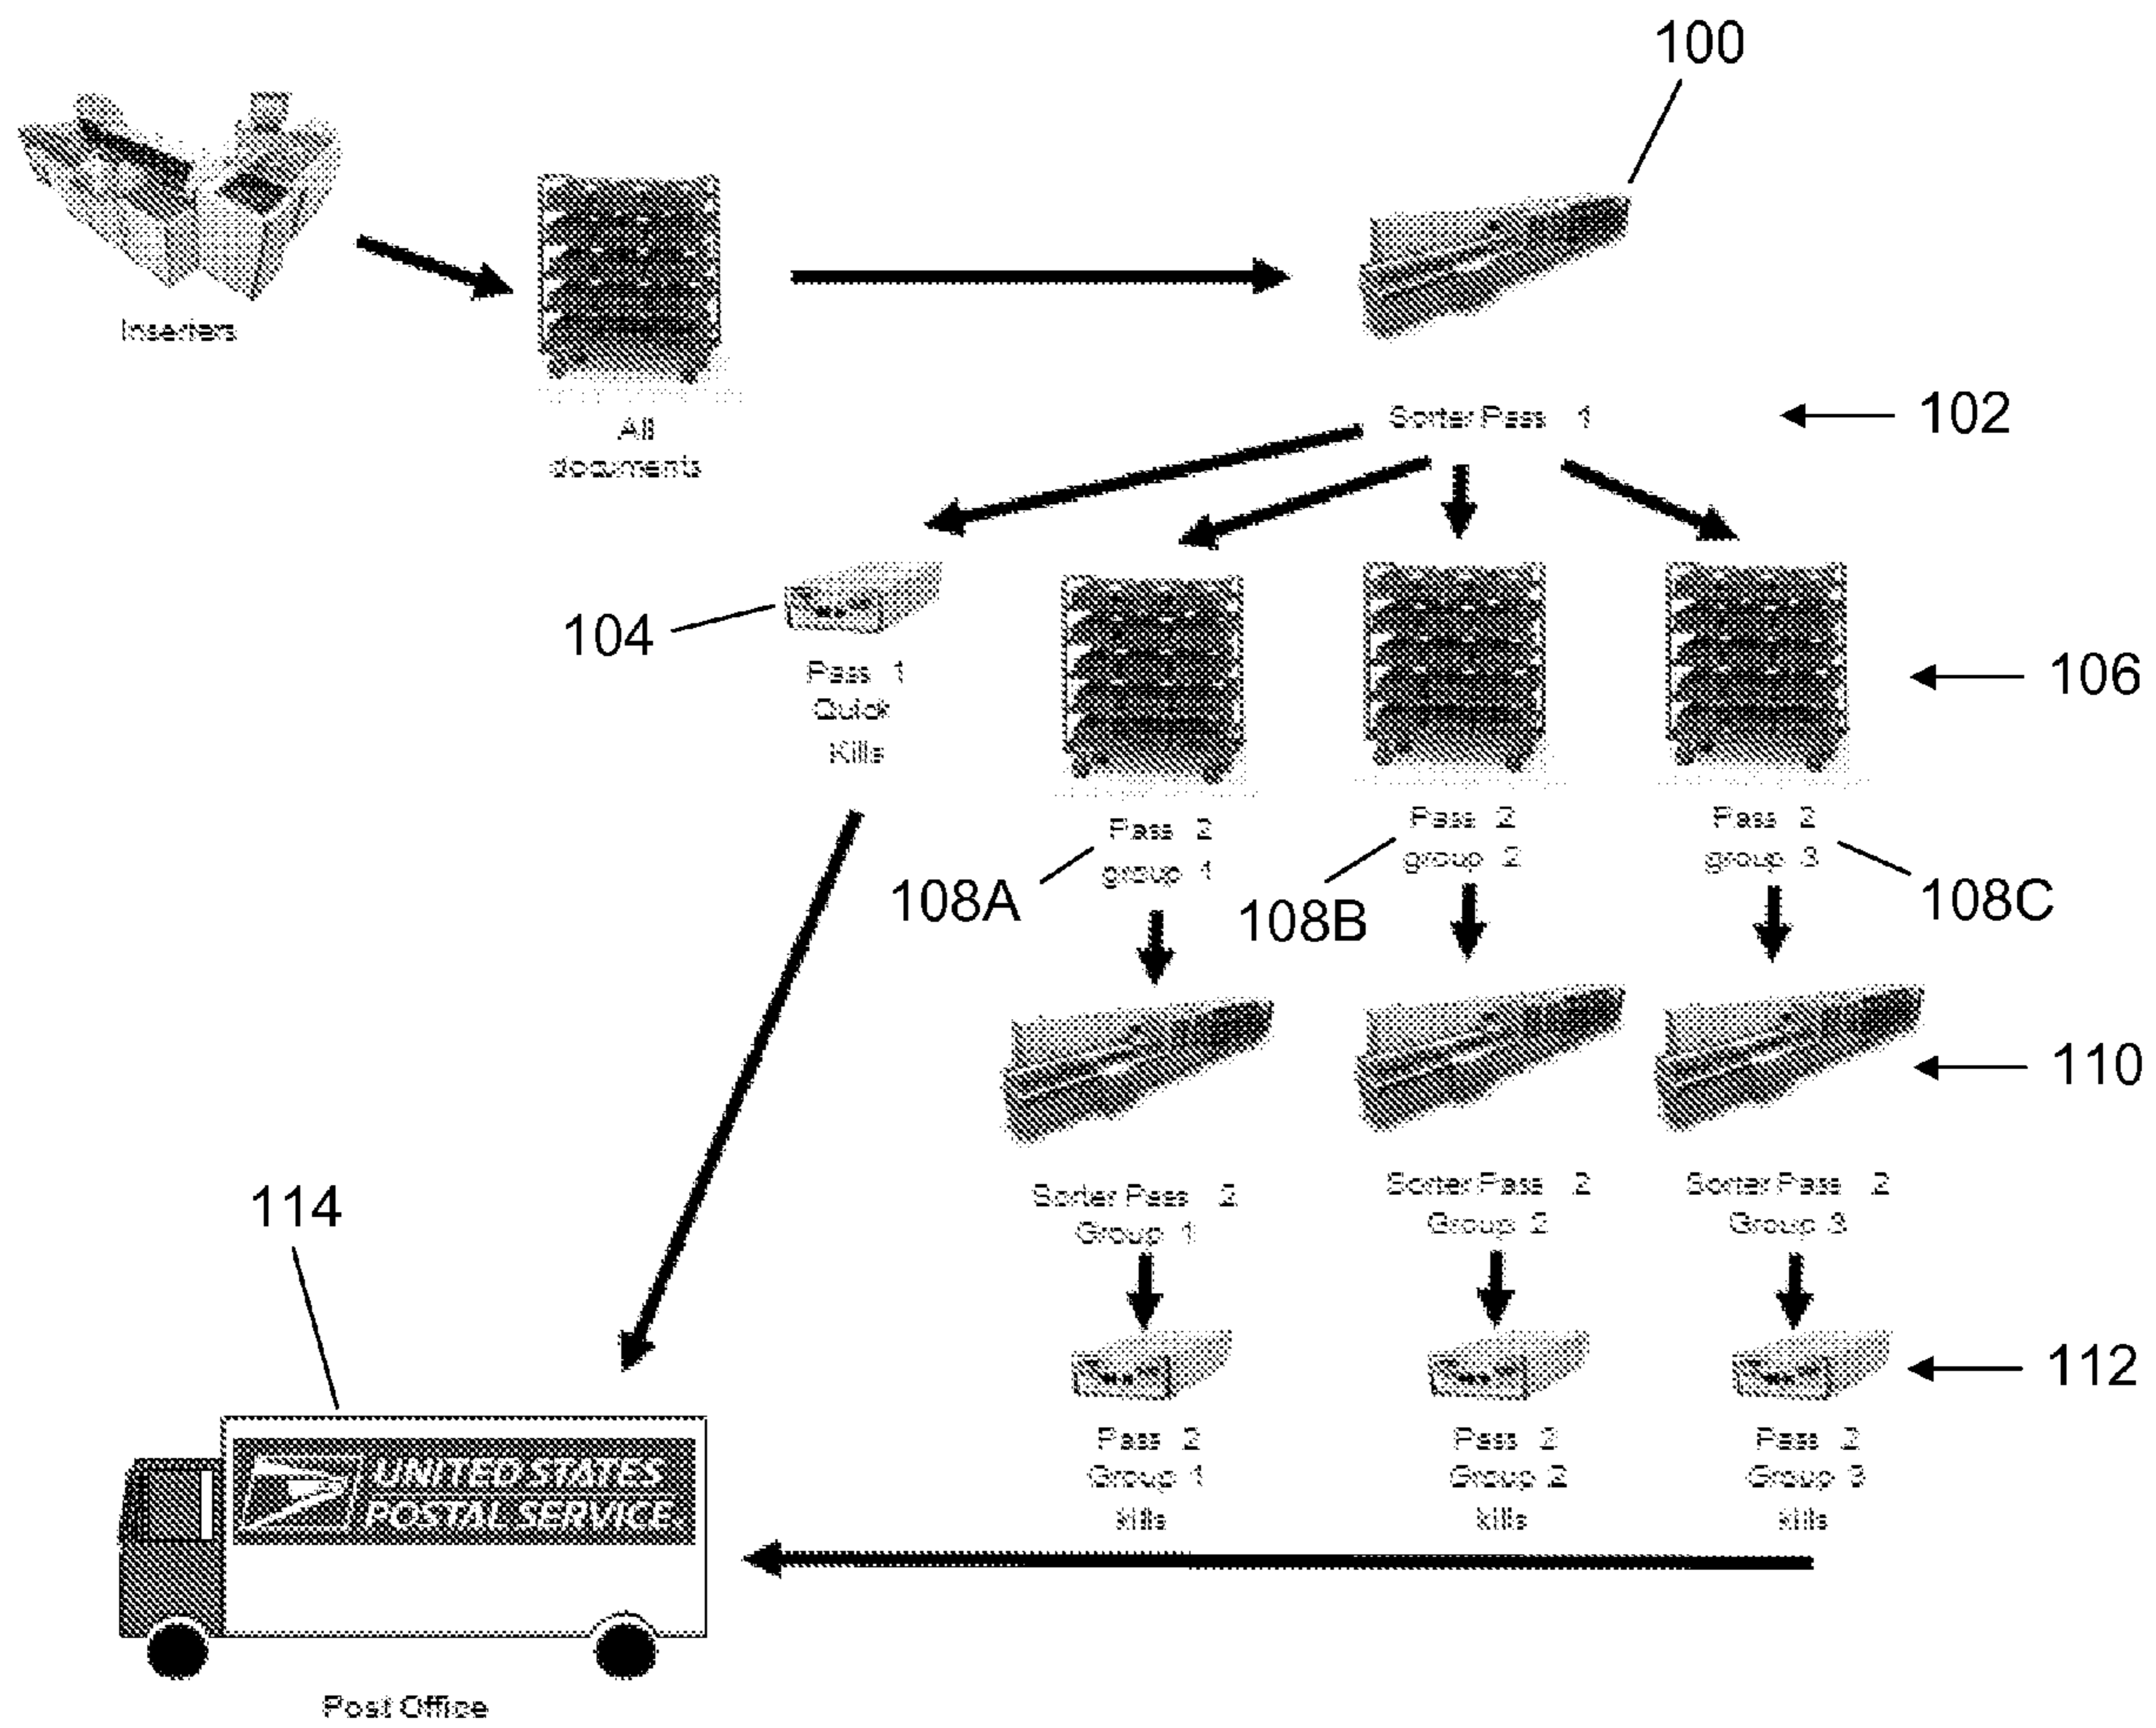 100
Inserters
All
documents
Sorter Pass 1
102
104
Pass 1
Quick
Kills
106
Pass 2
group 1
Pass 2
group 2
Pass 2
group 3
108A
108B
108C
110
Sorter Pass 2
Group 1
Sorter Pass 2
Group 2
Sorter Pass 2
Group 3
114
112
Pass 2
Group 1
kills
Pass 2
Group 2
kills
Pass 2
Group 3
kills
UNITED STATES
POSTAL SERVICE
Post Office